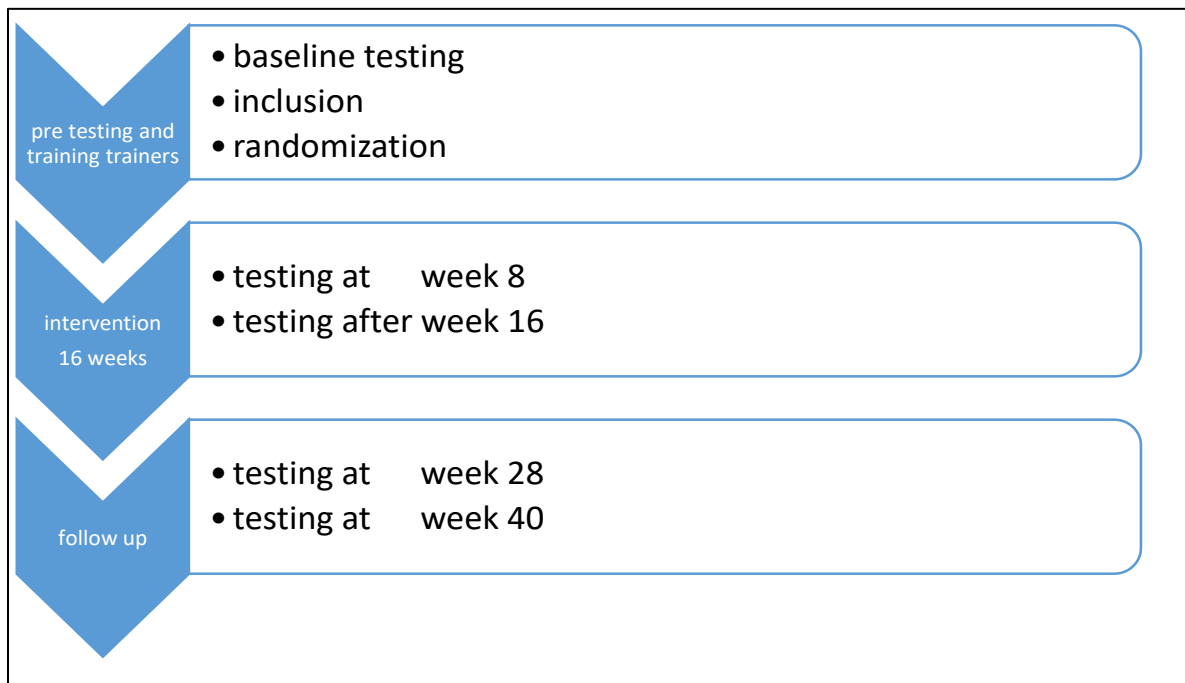 pre testing and
training trainers
• baseline testing
• inclusion
• randomization
intervention
16 weeks
• testing at week 8
• testing after week 16
follow up
• testing at week 28
• testing at week 40